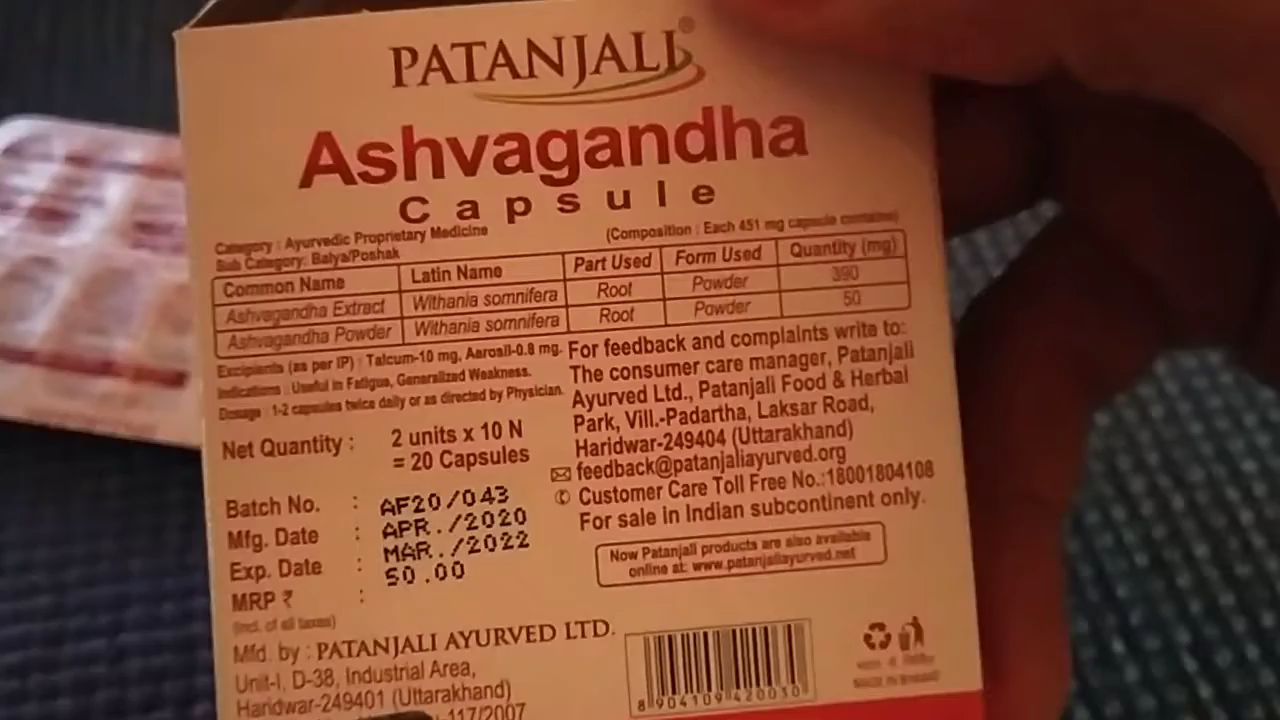 PATANJALI®
Ashvagandha
Capsule
Category : Ayurvedic Proprietary Medicine
Sub Category: Balya/Poshak
(Composition : Each 451 mg capsule contains)
Common Name Latin Name Part Used Form Used Quantity (mg)
Ashvagandha Extract Withania somnifera Root Powder 390
Ashvagandha Powder Withania somnifera Root Powder 50
Excipients (as per IP) : Talcum-10 mg, Aerosil-0.8 mg.
Indications : Useful in Fatigue, Generalized Weakness.
Dosage : 1-2 capsules twice daily or as directed by Physician.
Net Quantity : 2 units x 10 N
= 20 Capsules
Batch No. : AF20/043
Mfg. Date : APR./2020
Exp. Date : MAR./2022
MRP ₹ : 50.00
(incl. of all taxes)
Mfd. by : PATANJALI AYURVED LTD.
Unit-I, D-38, Industrial Area,
Haridwar-249401 (Uttarakhand)
-117/2007
For feedback and complaints write to:
The consumer care manager, Patanjali
Ayurved Ltd., Patanjali Food & Herbal
Park, Vill.-Padartha, Laksar Road,
Haridwar-249404 (Uttarakhand)
feedback@patanjaliayurved.org
Customer Care Toll Free No.:18001804108
For sale in Indian subcontinent only.
Now Patanjali products are also available
online at: www.patanjaliayurved.net
8 904109 420030